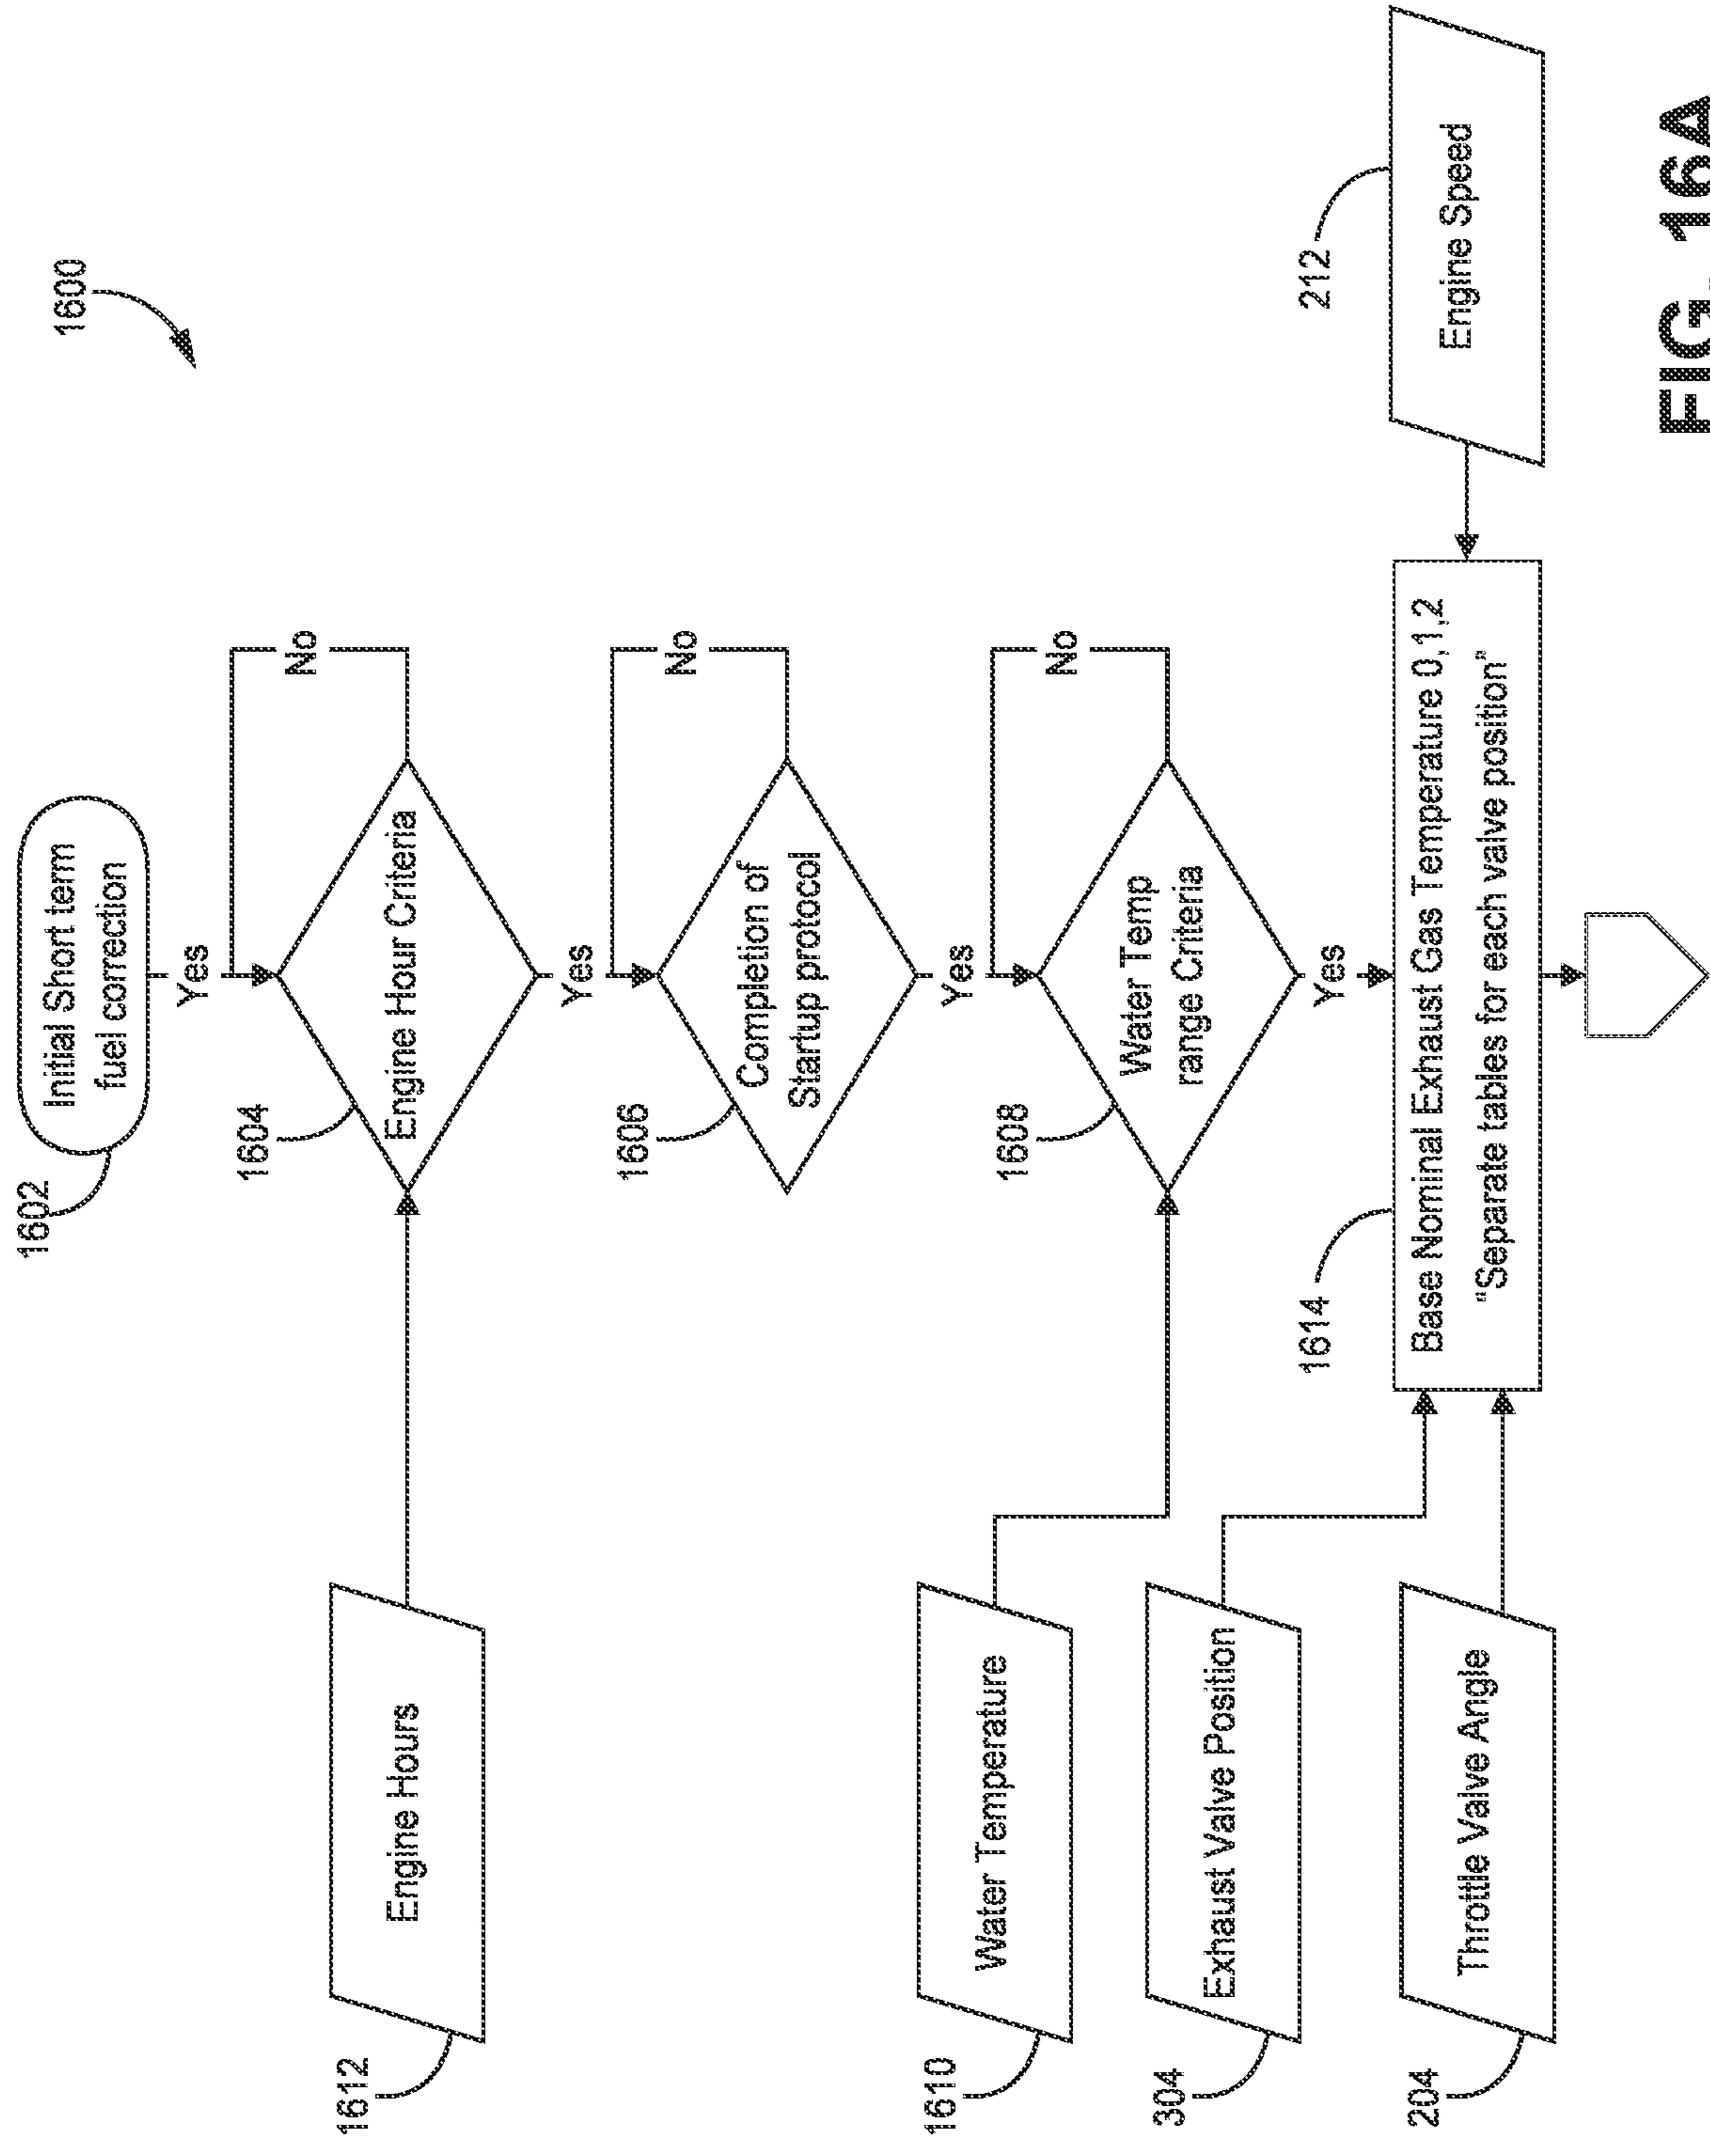 1600
1602
Initial Short term
fuel correction
Yes
1604
Engine Hour Criteria
No
1612
Engine Hours
Yes
1606
Completion of
Startup protocol
No
Yes
1608
Water Temp
range Criteria
No
1610
Water Temperature
Yes
304
Exhaust Valve Position
1614
Base Nominal Exhaust Gas Temperature 0,1,2
“Separate tables for each valve position”
204
Throttle Valve Angle
212
Engine Speed
FIG. 16A